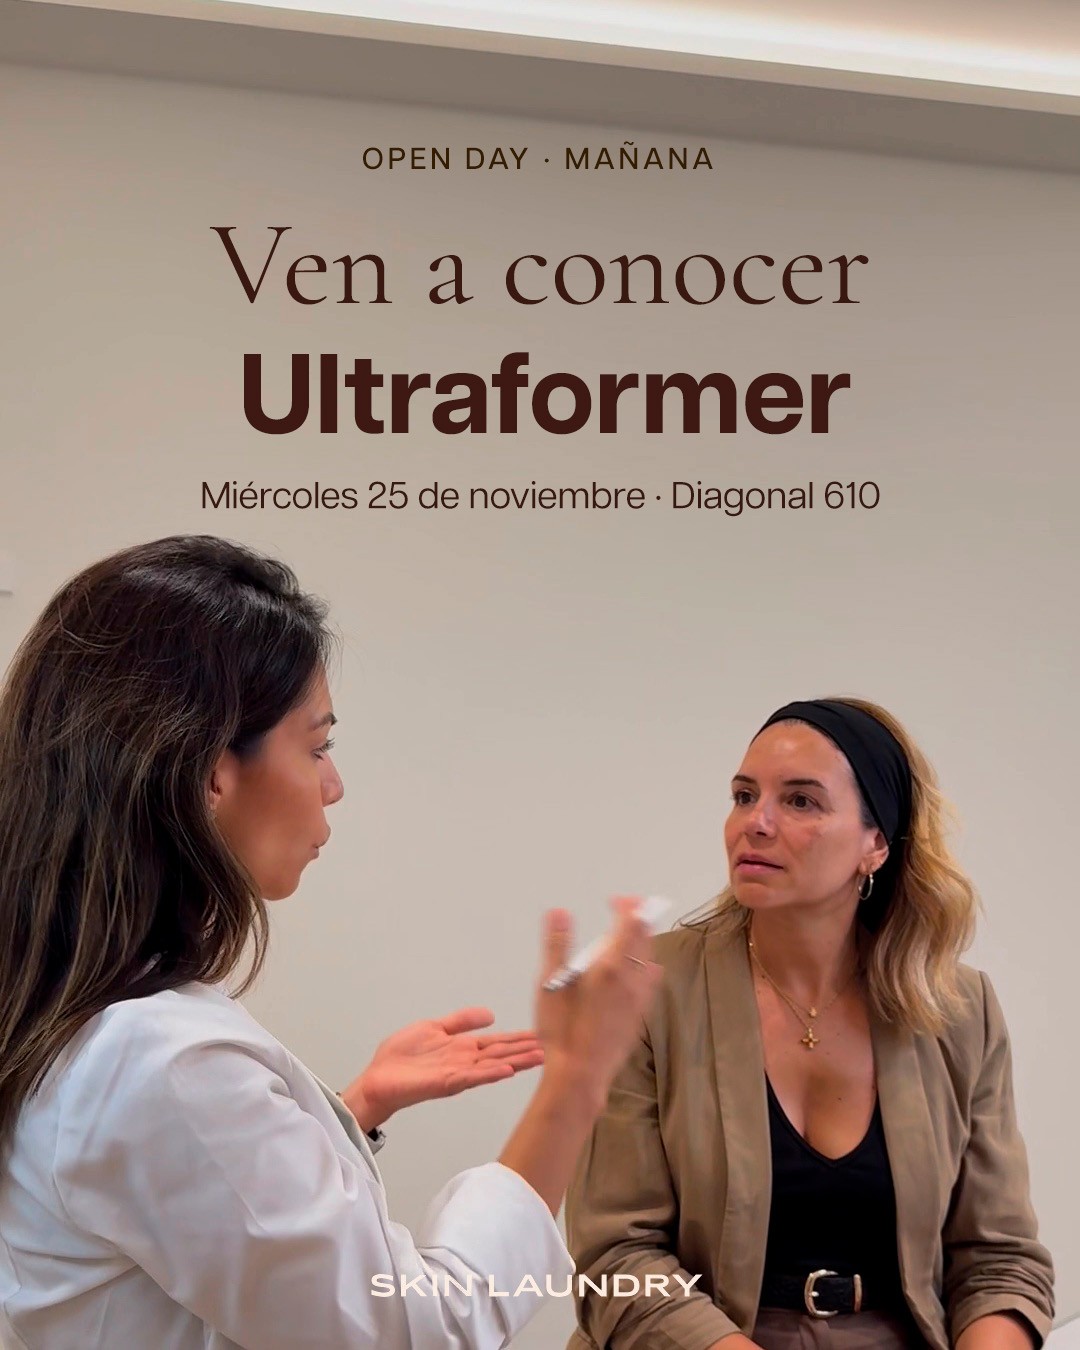 OPEN DAY · MAÑANA
Ven a conocer
Ultraformer
Miércoles 25 de noviembre · Diagonal 610
SKIN LAUNDRY